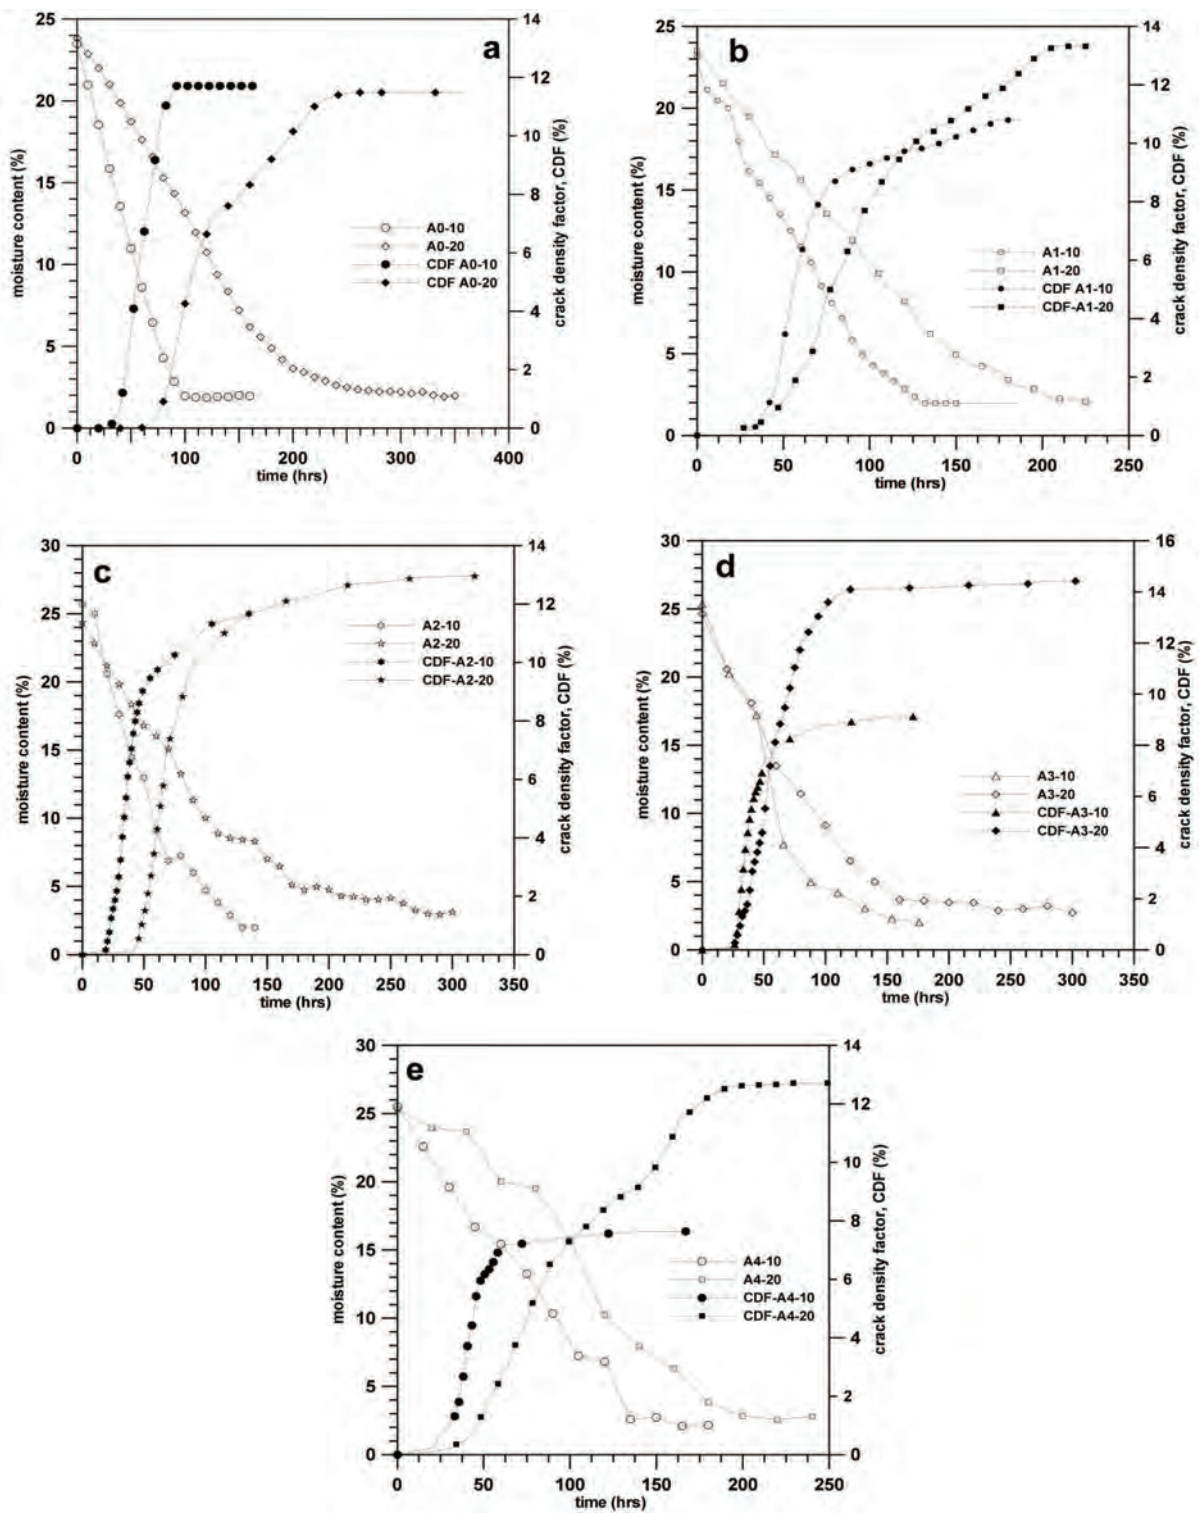 a
25
20
15
10
5
0
moisture content (%)
14
12
10
8
6
4
2
0
crack density factor, CDF (%)
A0-10
A0-20
CDF A0-10
CDF A0-20
0 100 200 300 400
time (hrs)
b
25
20
15
10
5
0
moisture content (%)
14
12
10
8
6
4
2
0
crack density factor, CDF (%)
A1-10
A1-20
CDF A1-10
CDF-A1-20
0 50 100 150 200 250
time (hrs)
c
30
25
20
15
10
5
0
moisture content (%)
14
12
10
8
6
4
2
0
crack density factor, CDF (%)
A2-10
A2-20
CDF-A2-10
CDF-A2-20
0 50 100 150 200 250 300 350
time (hrs)
d
30
25
20
15
10
5
0
moisture content (%)
16
14
12
10
8
6
4
2
0
crack density factor, CDF (%)
A3-10
A3-20
CDF-A3-10
CDF-A3-20
0 50 100 150 200 250 300 350
tme (hrs)
e
30
25
20
15
10
5
0
moisture content (%)
14
12
10
8
6
4
2
0
crack density factor, CDF (%)
A4-10
A4-20
CDF-A4-10
CDF-A4-20
0 50 100 150 200 250
time (hrs)